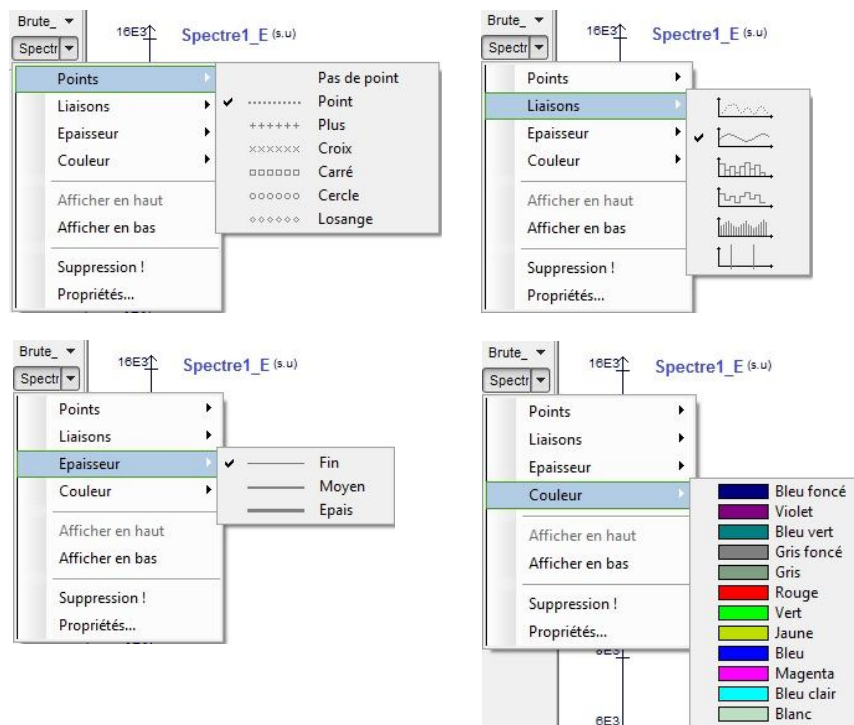 Brute_
16E3
Spectre1_E (s.u)
Spectr
Points
Liaisons
Epaisseur
Couleur
Afficher en haut
Afficher en bas
Suppression !
Propriétés...
Pas de point
Point
Plus
Croix
Carré
Cercle
Losange
Brute_
16E3
Spectre1_E (s.u)
Spectr
Points
Liaisons
Epaisseur
Couleur
Afficher en haut
Afficher en bas
Suppression !
Propriétés...
Brute_
16E3
Spectre1_E (s.u)
Spectr
Points
Liaisons
Epaisseur
Couleur
Afficher en haut
Afficher en bas
Suppression !
Propriétés...
Fin
Moyen
Epais
Brute_
16E3
Spectre1_E (s.u)
Spectr
Points
Liaisons
Epaisseur
Couleur
Afficher en haut
Afficher en bas
Suppression !
Propriétés...
Bleu foncé
Violet
Bleu vert
Gris foncé
Gris
Rouge
Vert
Jaune
Bleu
Magenta
Bleu clair
Blanc
6E3